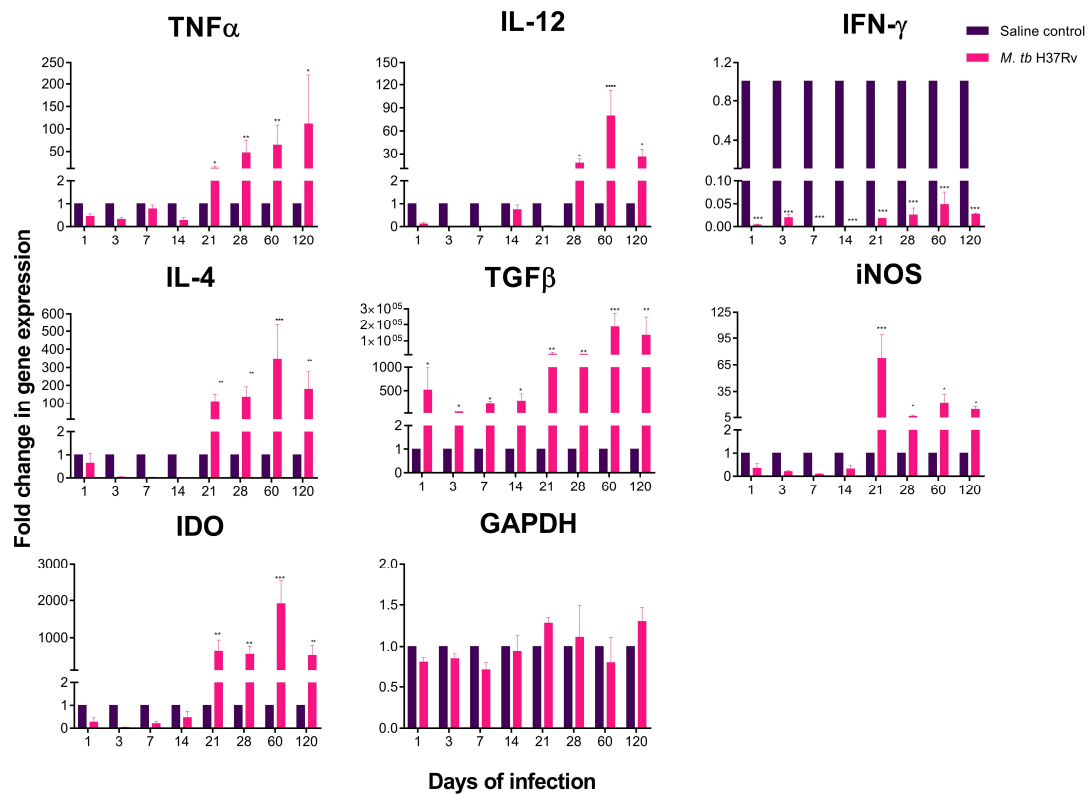 TNFα
IL-12
IFN-γ
Saline control
M. tb H37Rv
250
200
150
100
50
2
1
0
1 3 7 14 21 28 60 120
* ** ** *
150
120
90
60
30
2
1
0
1 3 7 14 21 28 60 120
* **** *
1.2
0.8
0.4
0.10
0.05
0.00
1 3 7 14 21 28 60 120
*** *** *** *** *** *** *** ***
Fold change in gene expression
IL-4
TGFβ
iNOS
600
500
400
300
200
100
2
1
0
1 3 7 14 21 28 60 120
** ** *** **
3×10⁰⁵
2×10⁰⁵
1×10⁰⁵
1000
500
2
1
0
1 3 7 14 21 28 60 120
* * * * ** ** *** **
125
95
65
35
5
2
1
0
1 3 7 14 21 28 60 120
*** * * *
IDO
GAPDH
3000
2000
1000
2
1
0
1 3 7 14 21 28 60 120
** ** *** **
2.0
1.5
1.0
0.5
0.0
1 3 7 14 21 28 60 120
Days of infection